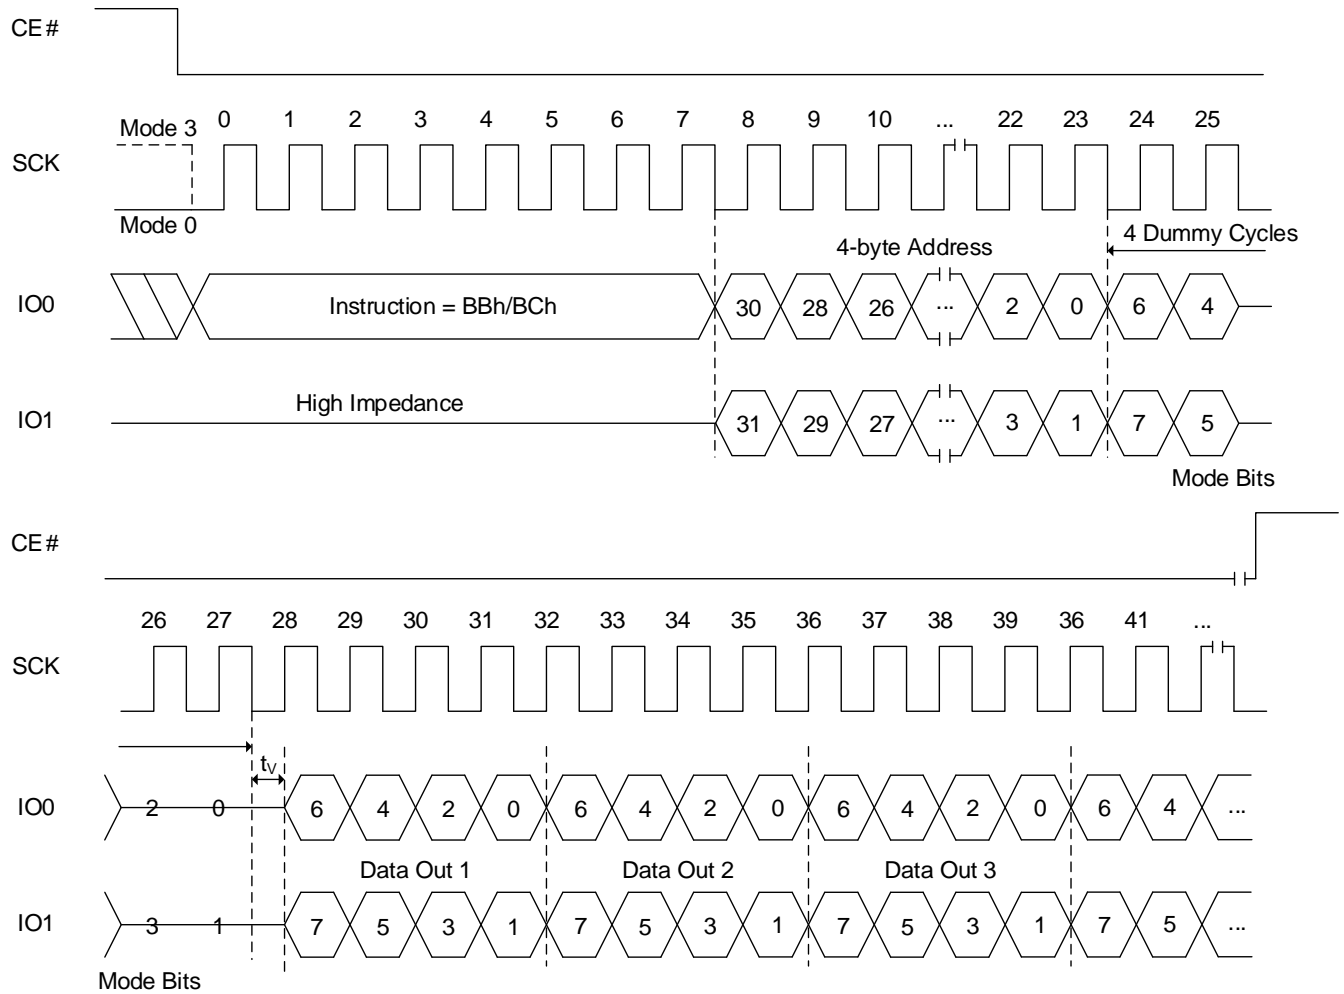 CE#
Mode 3 0 1 2 3 4 5 6 7 8 9 10 ... 22 23 24 25
SCK
Mode 0
4-byte Address 4 Dummy Cycles
IO0 Instruction = BBh/BCh 30 28 26 ... 2 0 6 4
High Impedance
IO1 31 29 27 ... 3 1 7 5
Mode Bits
CE#
26 27 28 29 30 31 32 33 34 35 36 37 38 39 36 41 ...
SCK
tV
IO0 2 0 6 4 2 0 6 4 2 0 6 4 2 0 6 4 ...
Data Out 1 Data Out 2 Data Out 3
IO1 3 1 7 5 3 1 7 5 3 1 7 5 3 1 7 5 ...
Mode Bits